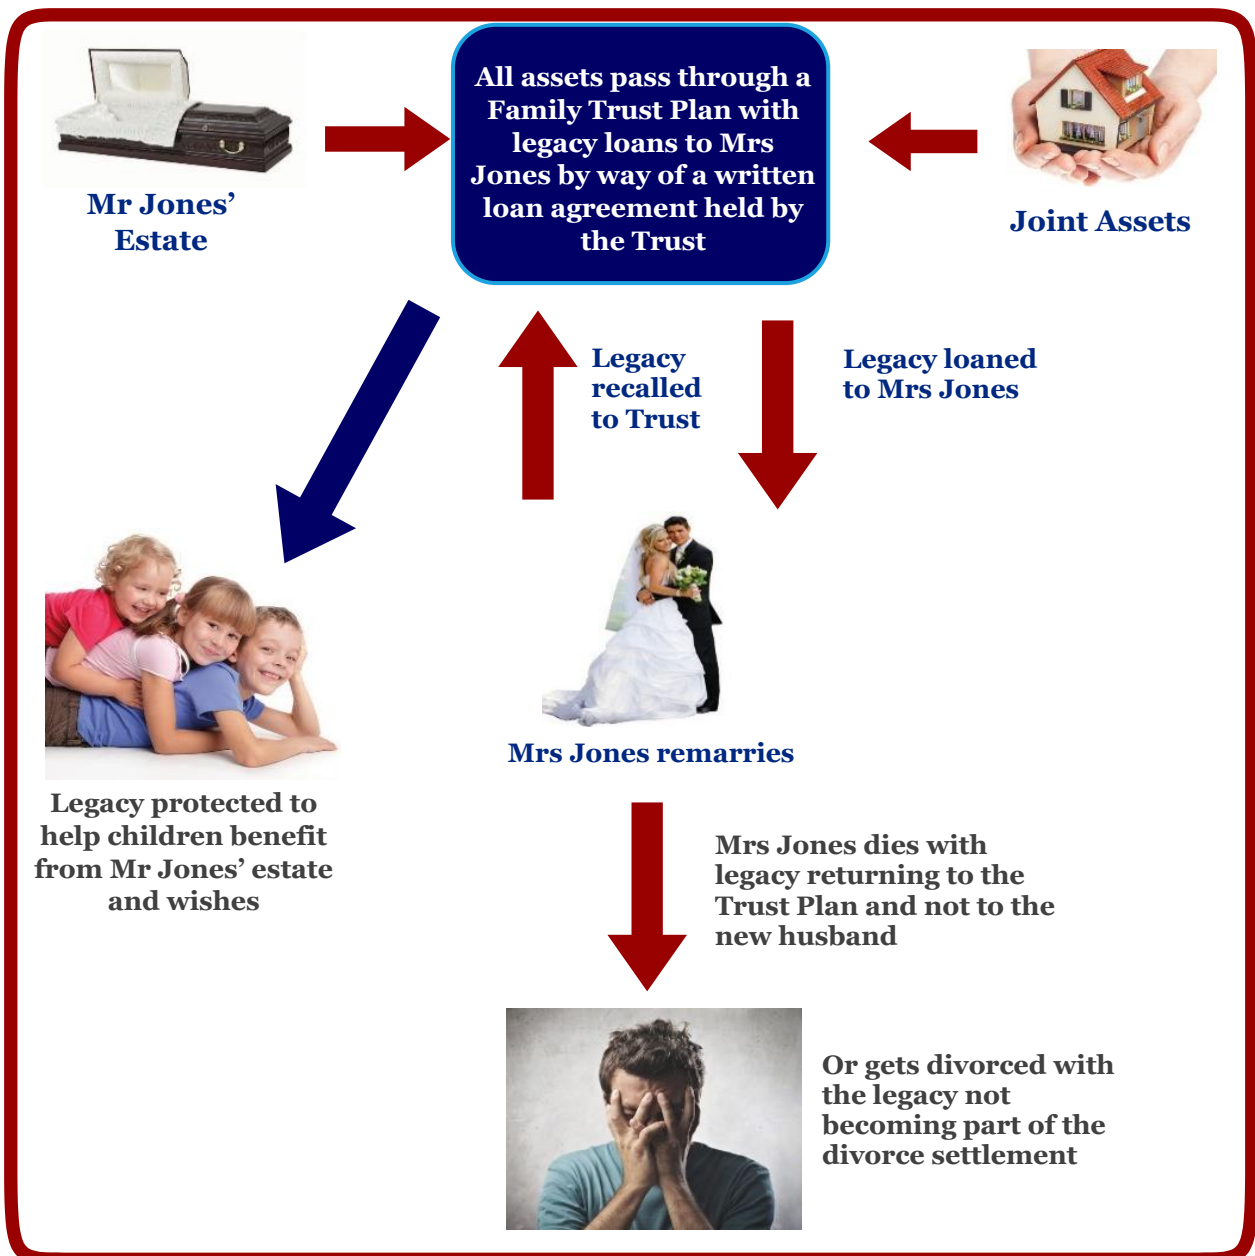 All assets pass through a
Family Trust Plan with
legacy loans to Mrs
Jones by way of a written
loan agreement held by
the Trust
Mr Jones’
Estate
Joint Assets
Legacy
recalled
to Trust
Legacy loaned
to Mrs Jones
Mrs Jones remarries
Legacy protected to
help children benefit
from Mr Jones’ estate
and wishes
Mrs Jones dies with
legacy returning to the
Trust Plan and not to the
new husband
Or gets divorced with
the legacy not
becoming part of the
divorce settlement